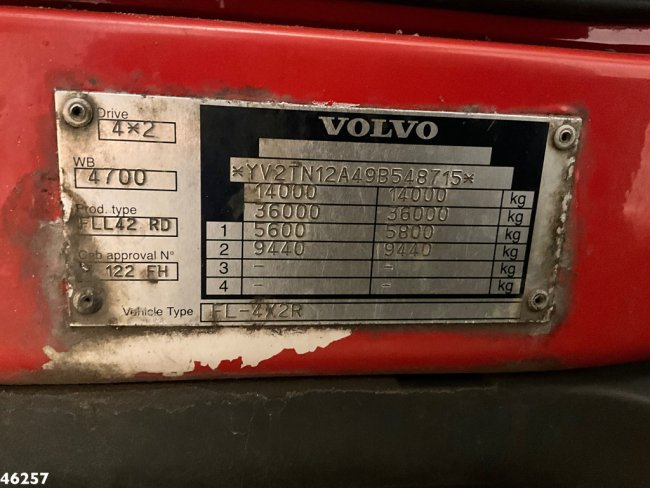 Drive
4*2
WB
4700
Prod. type
FLL42 RD
Cab approval N°
122 FH
VOLVO
*YV2TN12A49B548715*
14000 14000 kg
36000 36000 kg
1 5600 5800 kg
2 9440 9440 kg
3 - - kg
4 - - kg
Vehicle Type FL-4X2R
46257